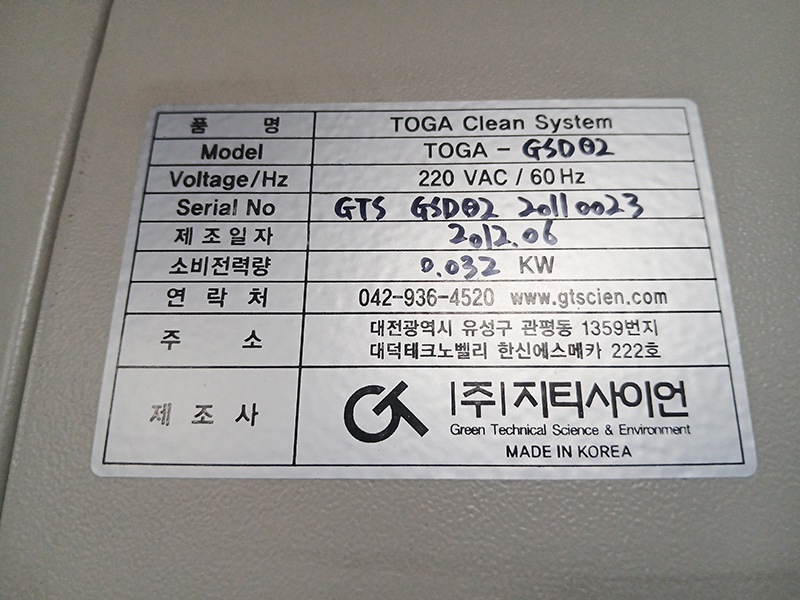 품 명 TOGA Clean System
Model TOGA - GSD02
Voltage/Hz 220 VAC / 60 Hz
Serial No GTS GSD02 20110023
제조일자 2012.06
소비전력량 0.032 KW
연 락 처 042-936-4520 www.gtscien.com
주 소 대전광역시 유성구 관평동 1359번지
대덕테크노벨리 한신에스메카 222호
제 조 사 |주|지티사이언
Green Technical Science & Environment
MADE IN KOREA